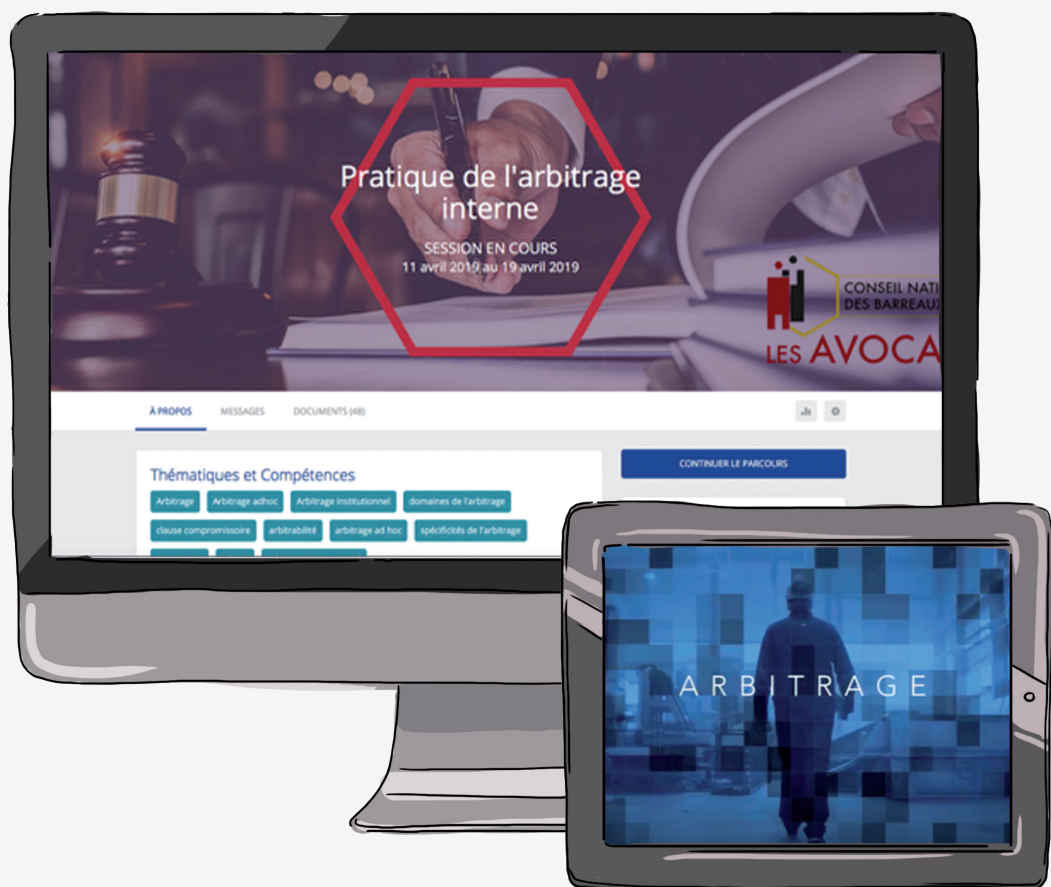 Pratique de l'arbitrage
interne
SESSION EN COURS
11 avril 2019 au 19 avril 2019
CONSEIL NATI
DES BARREAU
LES AVOCA
À PROPOS MESSAGES DOCUMENTS (48)
Thématiques et Compétences
CONTINUER LE PARCOURS
Arbitrage Arbitrage adhoc Arbitrage institutionnel domaines de l'arbitrage
clause compromissoire arbitrabilité arbitrage ad hoc spécificités de l'arbitrage
ARBITRAGE